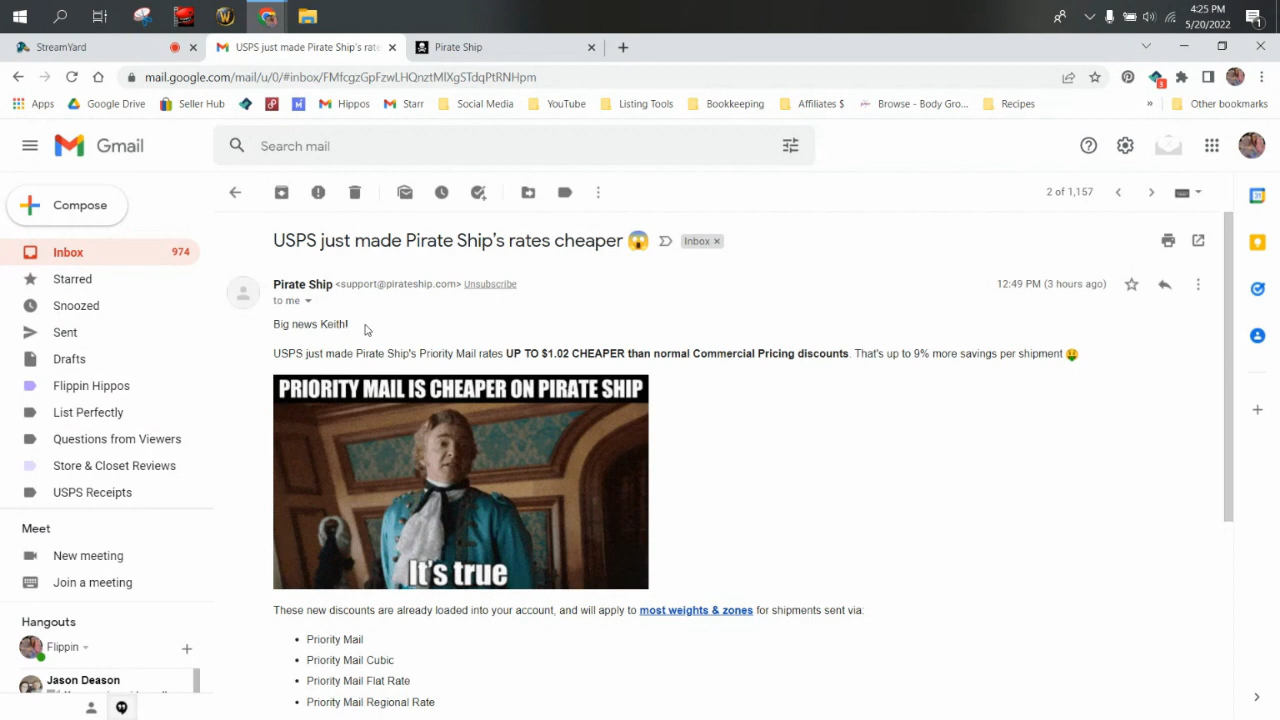 4:25 PM
5/20/2022
1
StreamYard
USPS just made Pirate Ship's rate
Pirate Ship
mail.google.com/mail/u/0/#inbox/FMfcgzGpFzwLHQnztMlXgSTdqPtRNHpm
3
Apps
Google Drive
Seller Hub
Hippos
Starr
Social Media
YouTube
Listing Tools
Bookkeeping
Affiliates $
Browse - Body Gro...
Recipes
»
Other bookmarks
Gmail
Search mail
Compose
2 of 1,157
Inbox 974
Starred
Snoozed
Sent
Drafts
Flippin Hippos
List Perfectly
Questions from Viewers
Store & Closet Reviews
USPS Receipts
Meet
New meeting
Join a meeting
Hangouts
Flippin
Jason Deason
USPS just made Pirate Ship's rates cheaper 😱 Inbox ×
Pirate Ship <support@pirateship.com> Unsubscribe
12:49 PM (3 hours ago)
to me
Big news Keith!
USPS just made Pirate Ship's Priority Mail rates UP TO $1.02 CHEAPER than normal Commercial Pricing discounts. That's up to 9% more savings per shipment 🤑
PRIORITY MAIL IS CHEAPER ON PIRATE SHIP
It's true
These new discounts are already loaded into your account, and will apply to most weights & zones for shipments sent via:
• Priority Mail
• Priority Mail Cubic
• Priority Mail Flat Rate
• Priority Mail Regional Rate